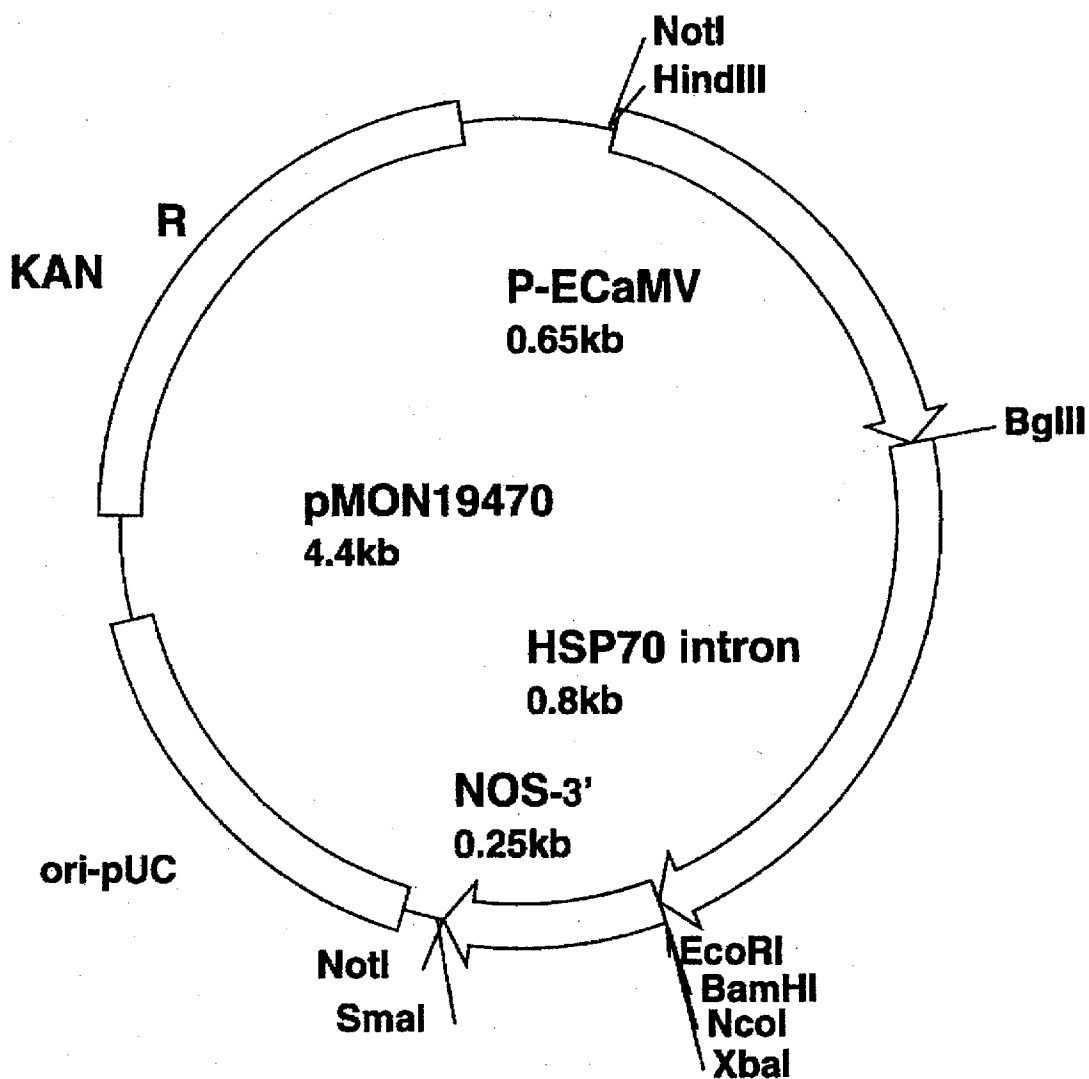 NotI
HindIII
R
KAN
P-ECaMV
0.65kb
BglII
pMON19470
4.4kb
HSP70 intron
0.8kb
NOS-3'
0.25kb
ori-pUC
NotI
SmaI
EcoRI
BamHI
NcoI
XbaI